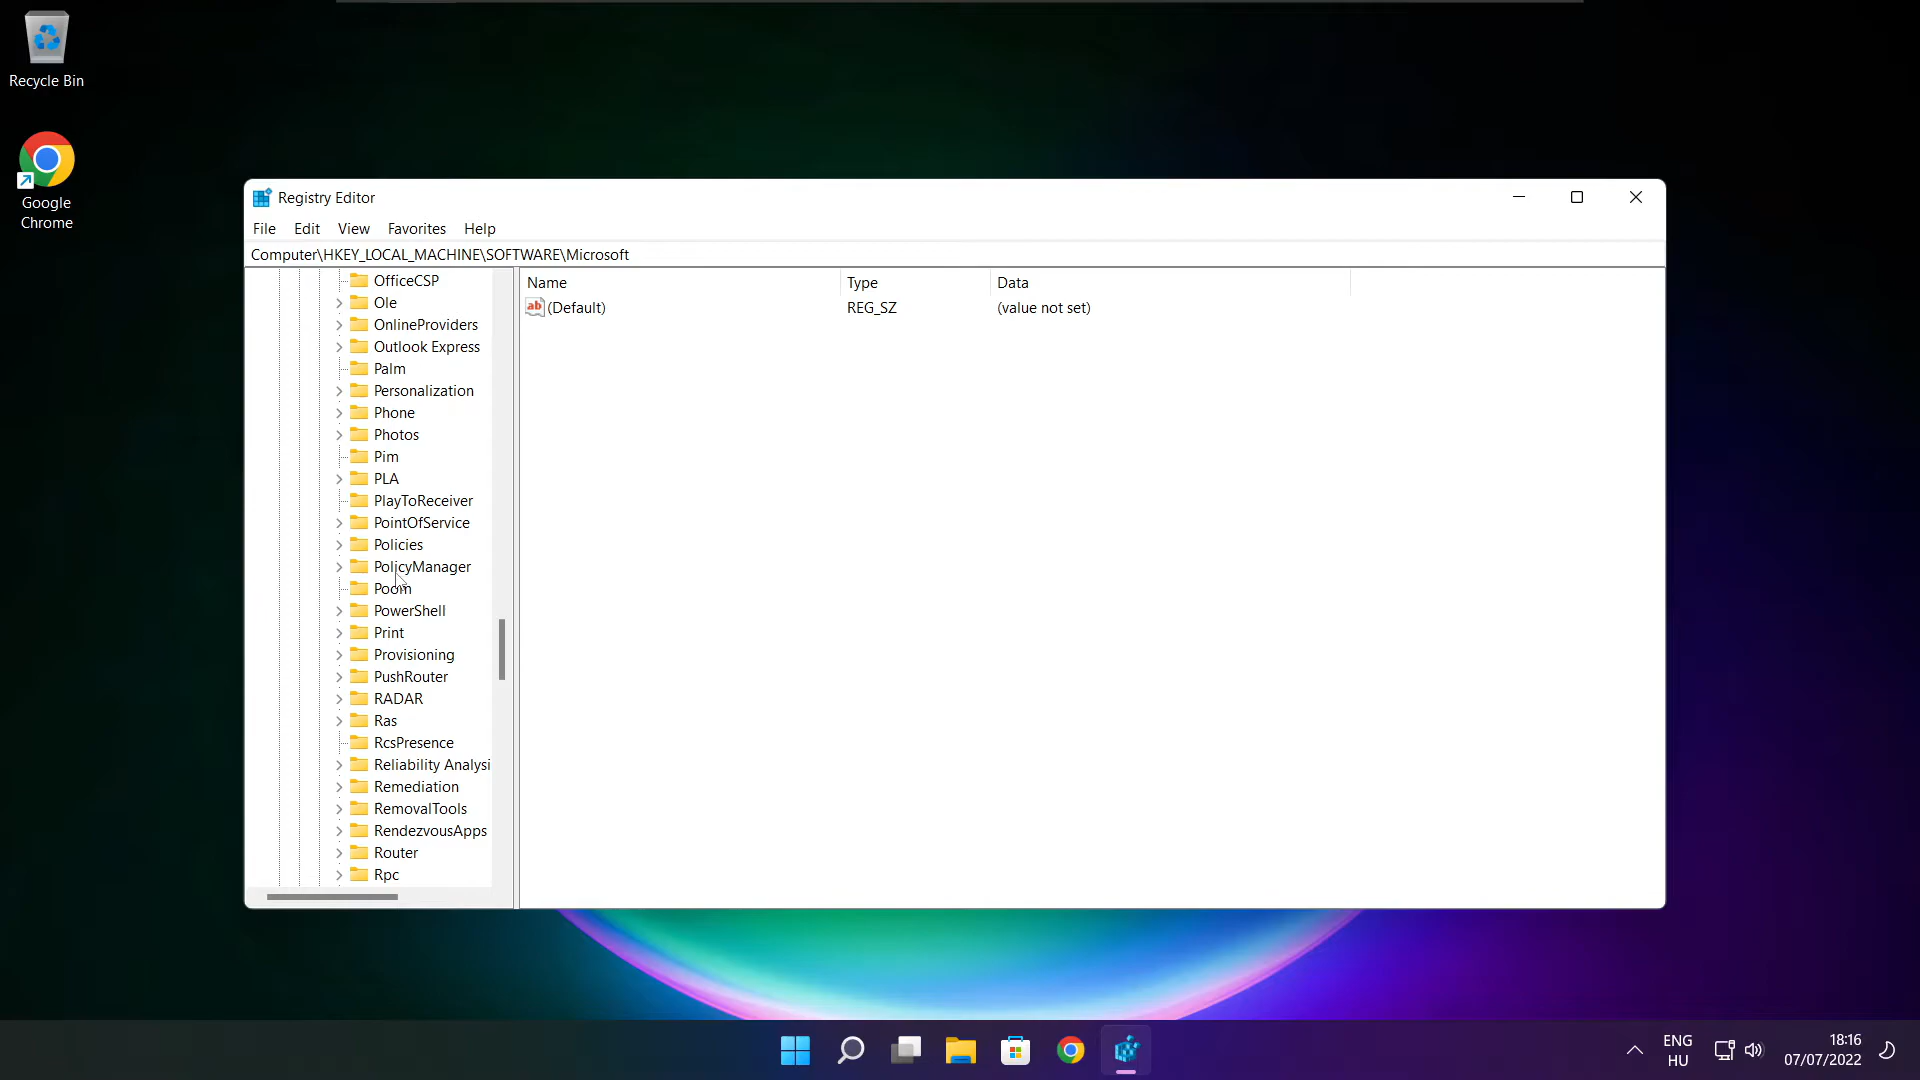 Recycle Bin
Google
Chrome
Registry Editor
File Edit View Favorites Help
Computer\HKEY_LOCAL_MACHINE\SOFTWARE\Microsoft
OfficeCSP
Ole
OnlineProviders
Outlook Express
Palm
Personalization
Phone
Photos
Pim
PLA
PlayToReceiver
PointOfService
Policies
PolicyManager
Poom
PowerShell
Print
Provisioning
PushRouter
RADAR
Ras
RcsPresence
Reliability Analysi
Remediation
RemovalTools
RendezvousApps
Router
Rpc
Name Type Data
ab (Default) REG_SZ (value not set)
ENG
HU
18:16
07/07/2022